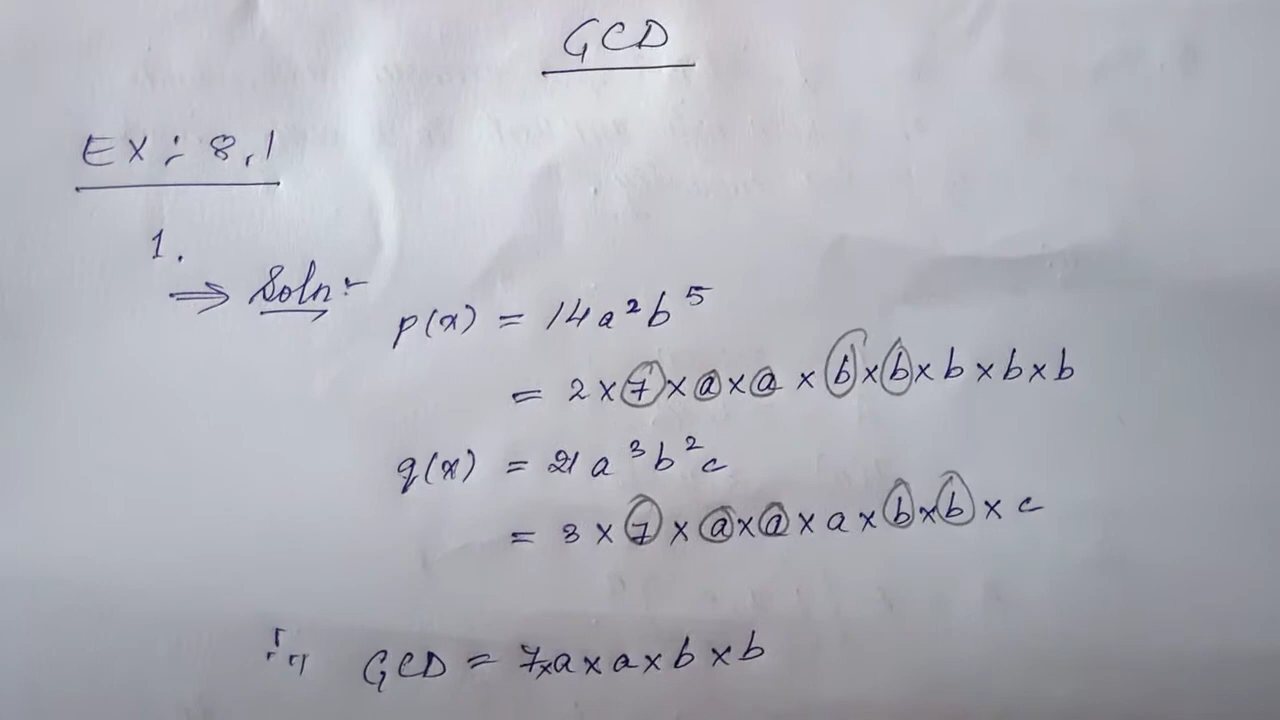 GCD
EX:- 8.1
1.
⇒ Soln:-
p(x) = 14a²b⁵
= 2 × 7 × a × a × b × b × b × b × b
q(x) = 21a³b²c
= 3 × 7 × a × a × a × b × b × c
∴ GCD = 7×a×a×b×b